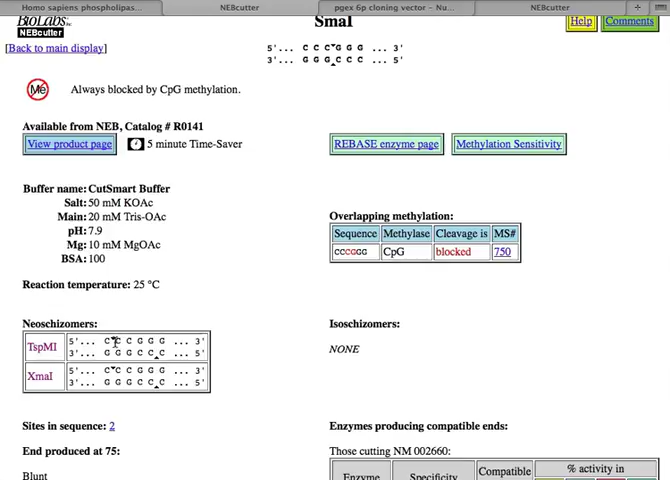 Homo sapiens phospholipas...
NEBcutter
pgex 6p cloning vector – Nu...
NEBcutter
BioLabs Inc
NEBcutter
SmaI
Help
Comments
[Back to main display]
5'... C C C G G G ... 3'
3'... G G G C C C ... 5'
Me
Always blocked by CpG methylation.
Available from NEB, Catalog # R0141
View product page
5 minute Time-Saver
REBASE enzyme page
Methylation Sensitivity
Buffer name: CutSmart Buffer
Salt: 50 mM KOAc
Main: 20 mM Tris-OAc
pH: 7.9
Mg: 10 mM MgOAc
BSA: 100
Overlapping methylation:
Sequence Methylase Cleavage is MS#
CCCGGG CpG blocked 750
Reaction temperature: 25 °C
Neoschizomers:
TspMI
5'... C C C G G G ... 3'
3'... G G G C C C ... 5'
XmaI
5'... C C C G G G ... 3'
3'... G G G C C C ... 5'
Isoschizomers:
NONE
Sites in sequence: 2
End produced at 75:
Blunt
Enzymes producing compatible ends:
Those cutting NM 002660:
Enzyme Specificity Compatible % activity in